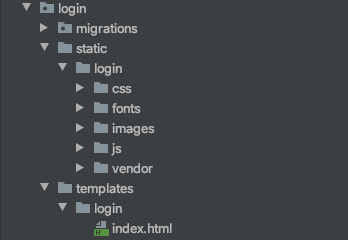 login
migrations
static
login
css
fonts
images
js
vendor
templates
login
index.html